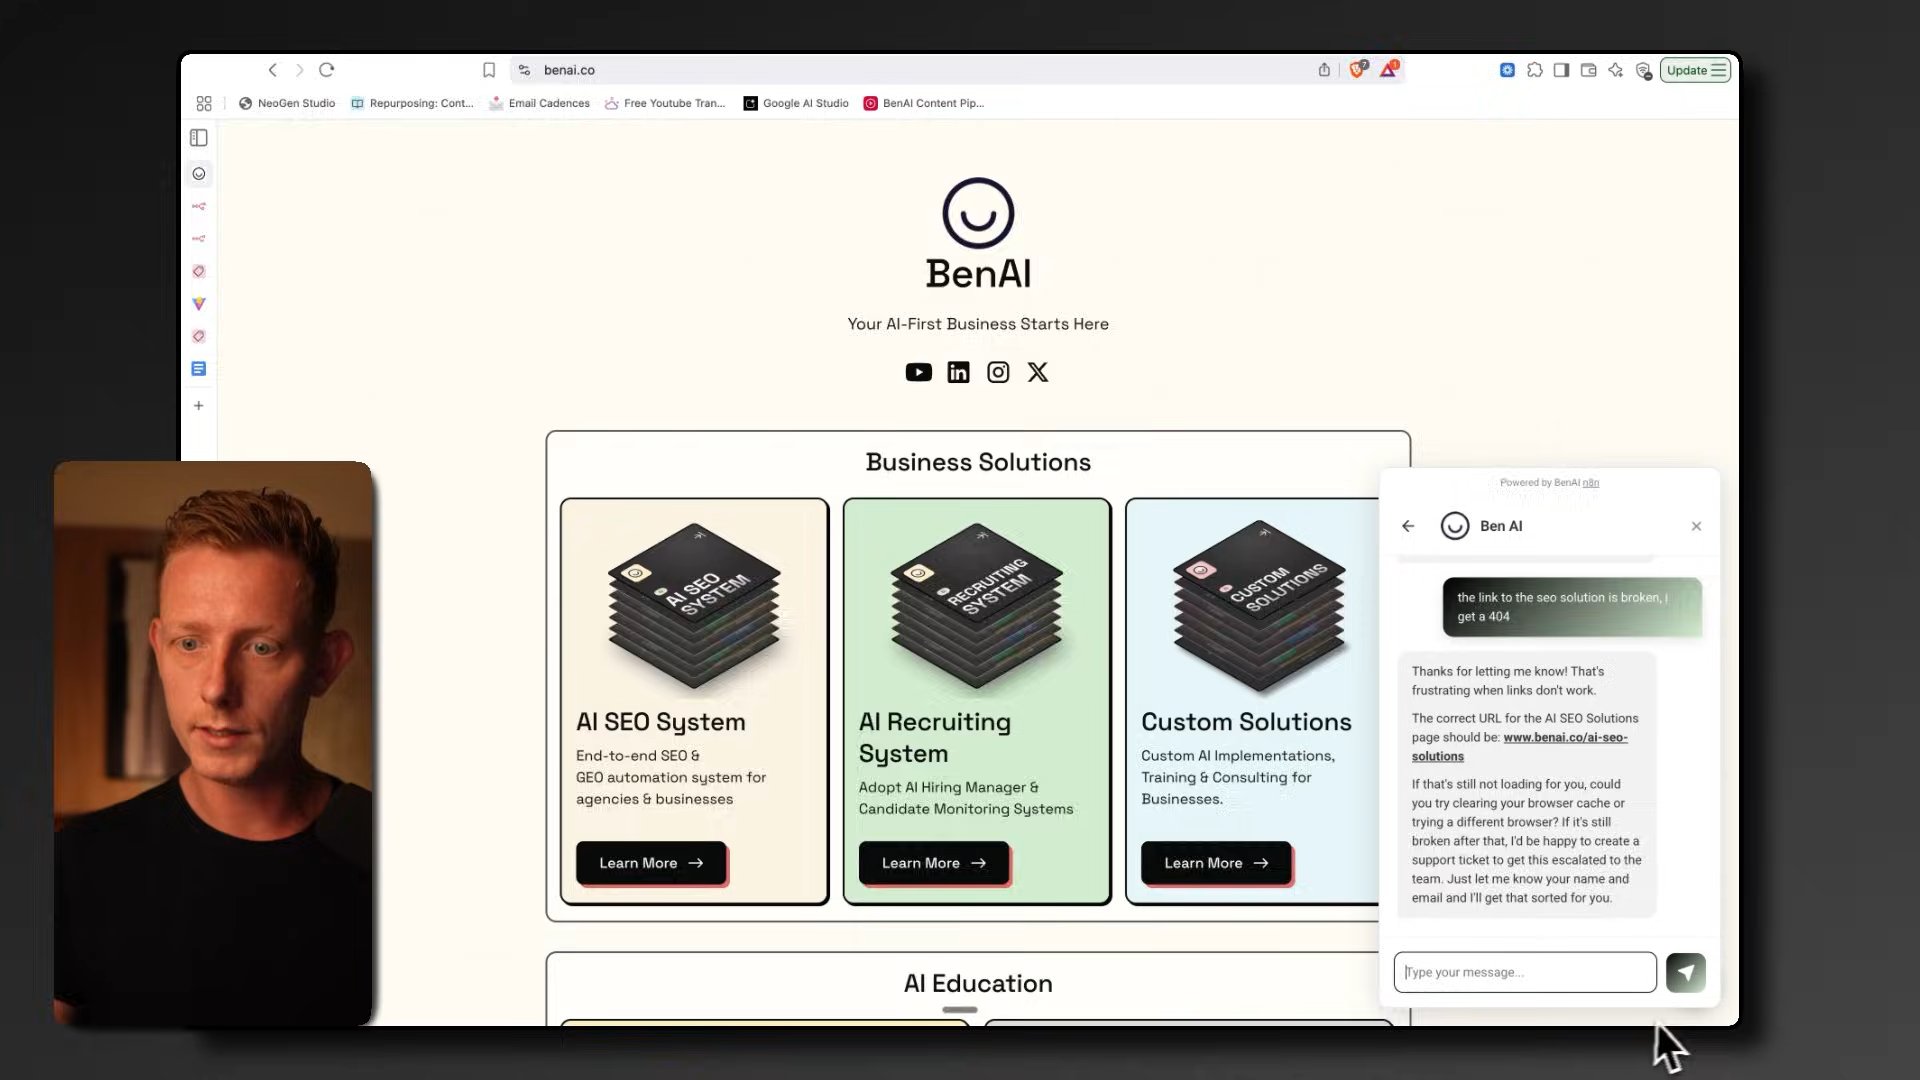 benai.co
7
1
Update
NeoGen Studio
Repurposing: Cont...
Email Cadences
Free Youtube Tran...
Google AI Studio
BenAI Content Pip...
BenAI
Your AI-First Business Starts Here
Business Solutions
AI SEO
SYSTEM
AI SEO System
End-to-end SEO &
GEO automation system for
agencies & businesses
Learn More
RECRUITING
SYSTEM
AI Recruiting
System
Adopt AI Hiring Manager &
Candidate Monitoring Systems
Learn More
CUSTOM
SOLUTIONS
Custom Solutions
Custom AI Implementations,
Training & Consulting for
Businesses.
Learn More
AI Education
Powered by BenAI n8n
Ben AI
the link to the seo solution is broken, i
get a 404
Thanks for letting me know! That's
frustrating when links don't work.
The correct URL for the AI SEO Solutions
page should be: www.benai.co/ai-seo-
solutions
If that's still not loading for you, could
you try clearing your browser cache or
trying a different browser? If it's still
broken after that, I'd be happy to create a
support ticket to get this escalated to the
team. Just let me know your name and
email and I'll get that sorted for you.
Type your message...